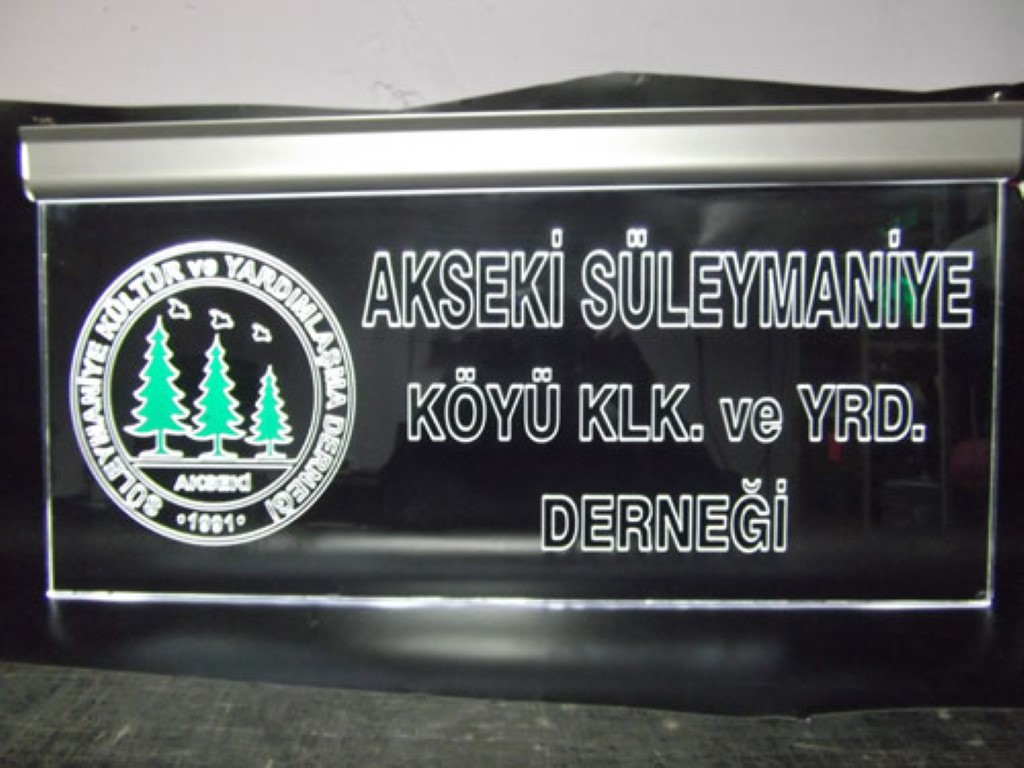 SÜLEYMANİYE KÜLTÜR ve YARDIMLAŞMA DERNEĞİ
AKSEKİ
•1991•
AKSEKİ SÜLEYMANİYE
KÖYÜ KLK. ve YRD.
DERNEĞİ